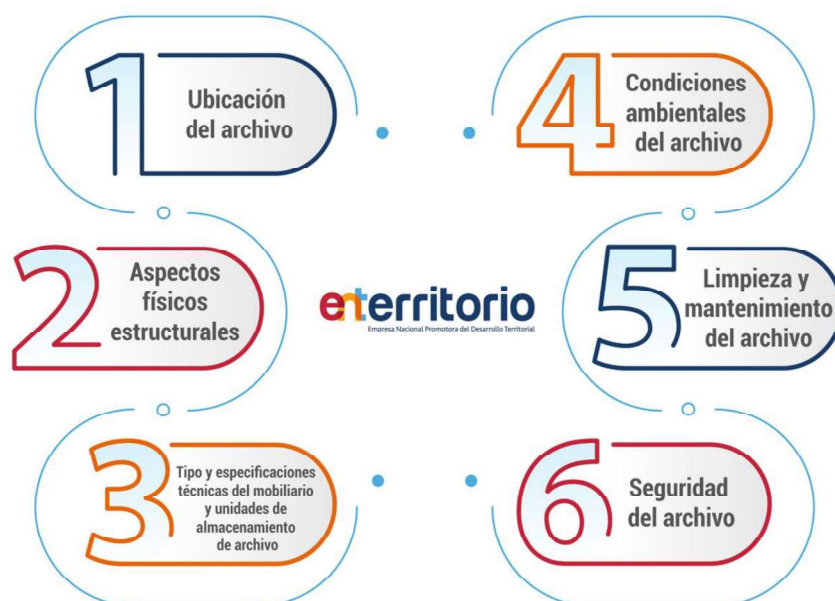 1
Ubicación
del archivo
2
Aspectos
físicos
estructurales
3
Tipo y especificaciones
técnicas del mobiliario
y unidades de
almacenamiento
de archivo
enterritorio
Empresa Nacional Promotora del Desarrollo Territorial
4
Condiciones
ambientales
del archivo
5
Limpieza y
mantenimiento
del archivo
6
Seguridad
del archivo